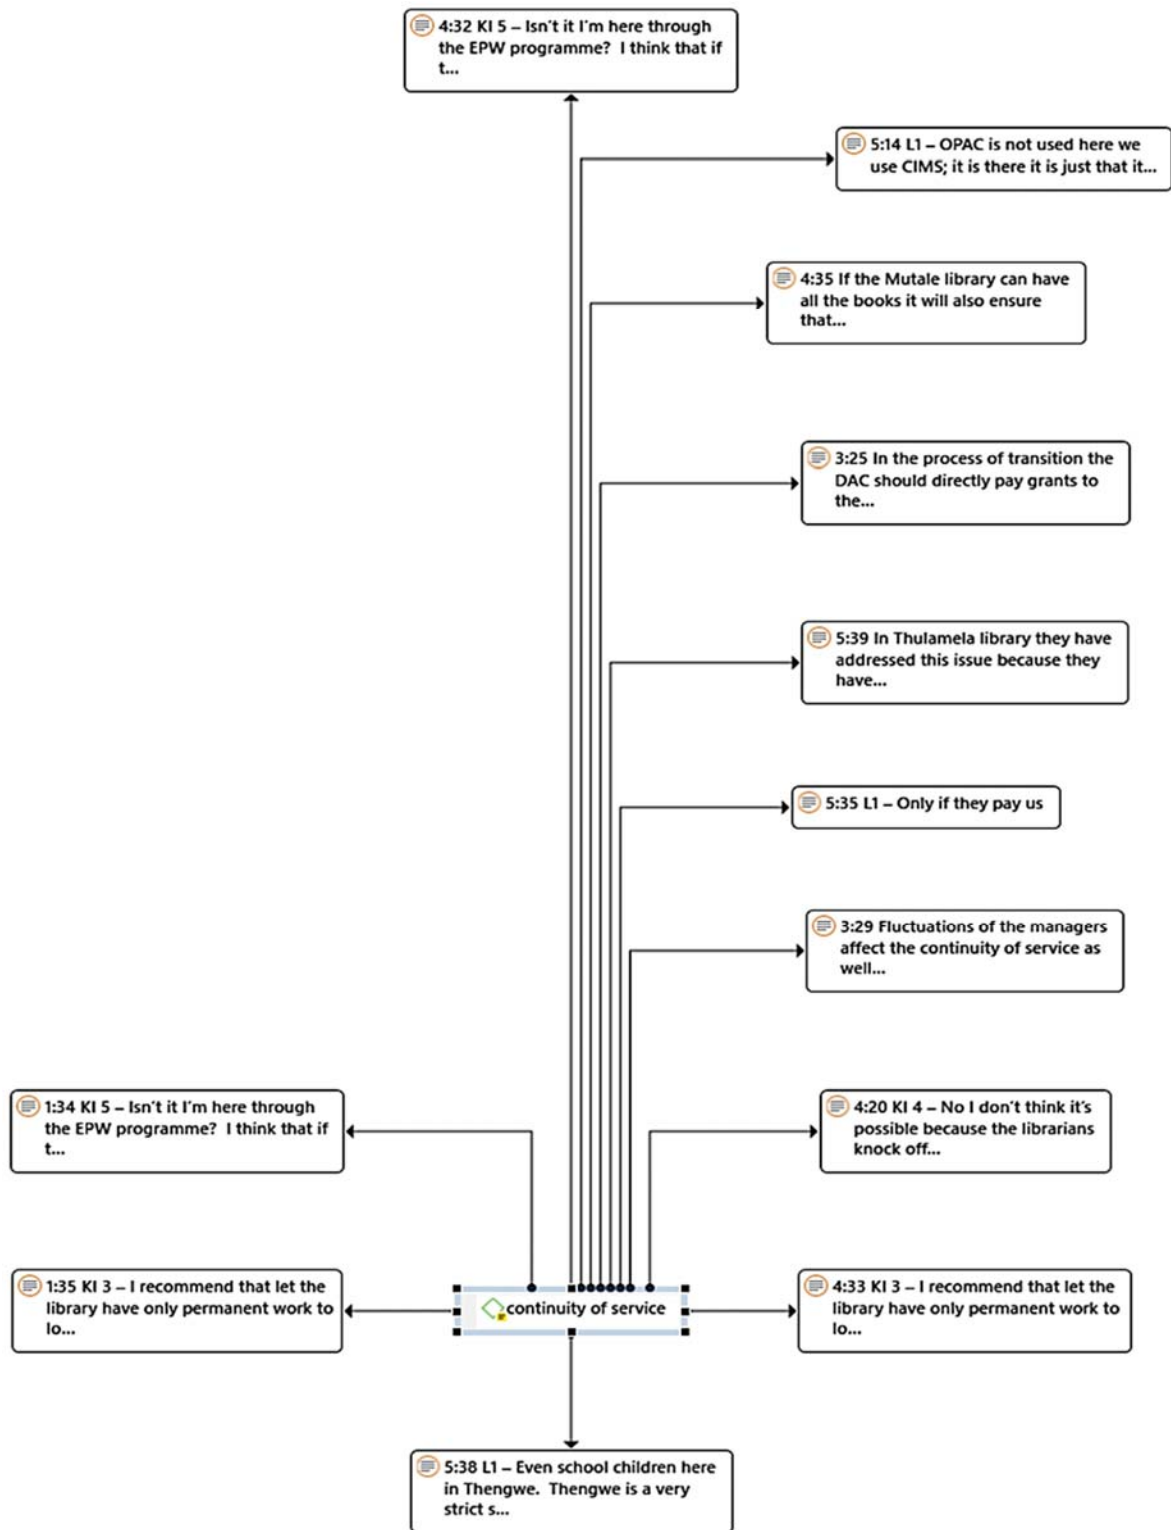 4:32 KI 5 – Isn't it I'm here through
the EPW programme?  I think that if
t...
5:14 L1 – OPAC is not used here we
use CIMS; it is there it is just that it...
4:35 If the Mutale library can have
all the books it will also ensure
that...
3:25 In the process of transition the
DAC should directly pay grants to
the...
5:39 In Thulamela library they have
addressed this issue because they
have...
5:35 L1 – Only if they pay us
3:29 Fluctuations of the managers
affect the continuity of service as
well...
1:34 KI 5 – Isn't it I'm here through
the EPW programme?  I think that if
t...
4:20 KI 4 – No I don't think it's
possible because the librarians
knock off...
1:35 KI 3 – I recommend that let the
library have only permanent work to
lo...
continuity of service
4:33 KI 3 – I recommend that let the
library have only permanent work to
lo...
5:38 L1 – Even school children here
in Thengwe.  Thengwe is a very
strict s...